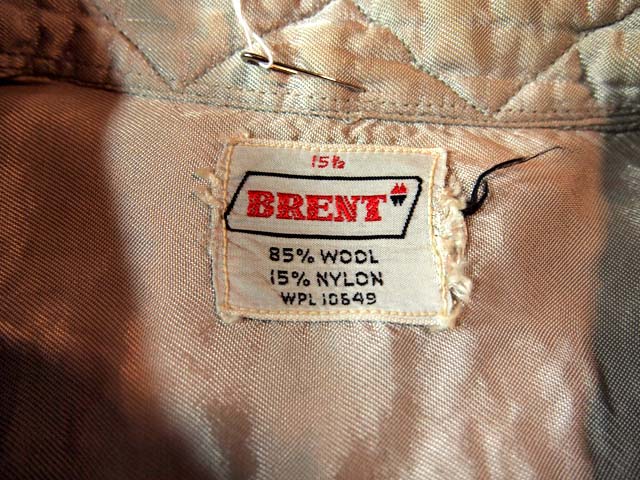 15½
BRENT
85% WOOL
15% NYLON
WPL 10649